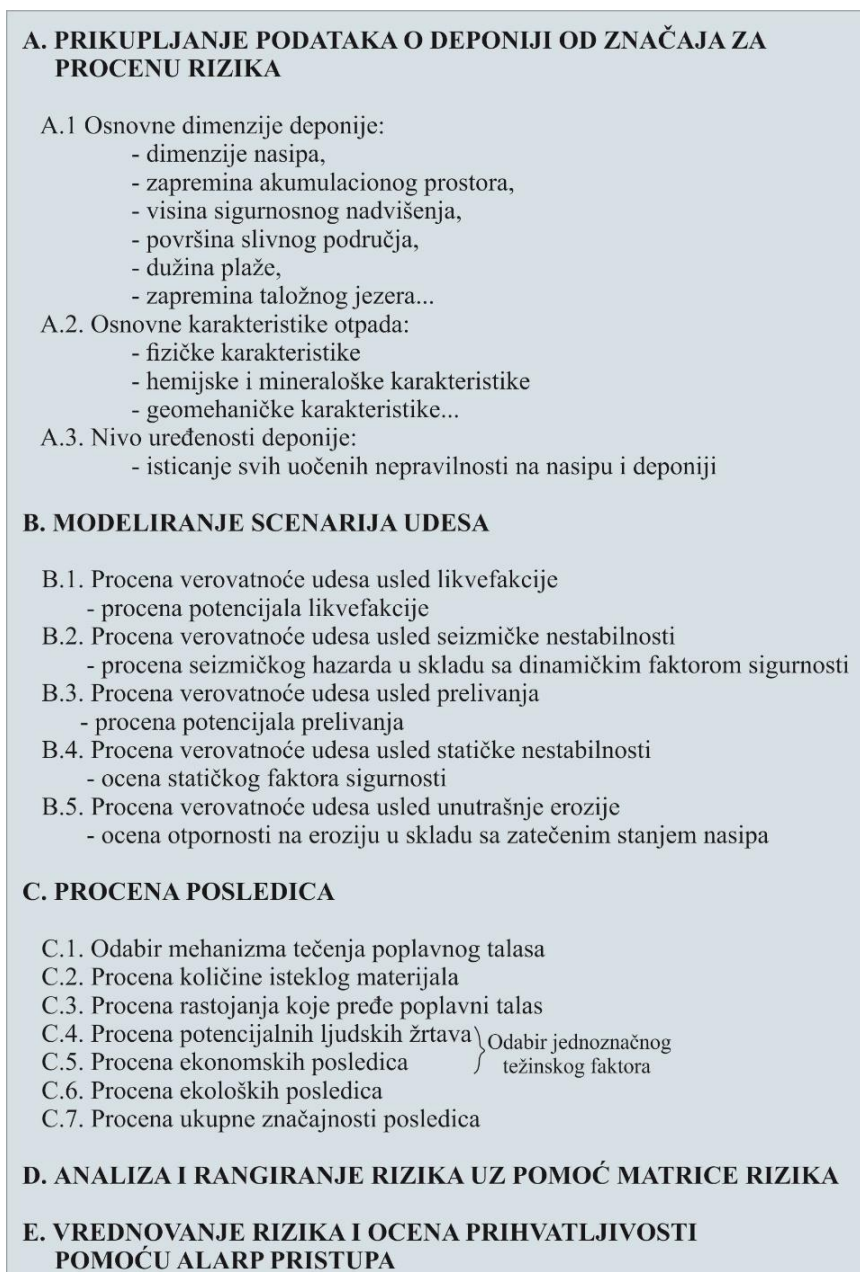 A. PRIKUPLJANJE PODATAKA O DEPONIJI OD ZNAČAJA ZA
PROCENU RIZIKA
A.1 Osnovne dimenzije deponije:
- dimenzije nasipa,
- zapremina akumulacionog prostora,
- visina sigurnosnog nadvišenja,
- površina slivnog područja,
- dužina plaže,
- zapremina taložnog jezera...
A.2. Osnovne karakteristike otpada:
- fizičke karakteristike
- hemijske i mineraloške karakteristike
- geomehaničke karakteristike...
A.3. Nivo uređenosti deponije:
- isticanje svih uočenih nepravilnosti na nasipu i deponiji
B. MODELIRANJE SCENARIJA UDESA
B.1. Procena verovatnoće udesa usled likvefakcije
- procena potencijala likvefakcije
B.2. Procena verovatnoće udesa usled seizmičke nestabilnosti
- procena seizmičkog hazarda u skladu sa dinamičkim faktorom sigurnosti
B.3. Procena verovatnoće udesa usled prelivanja
- procena potencijala prelivanja
B.4. Procena verovatnoće udesa usled statičke nestabilnosti
- ocena statičkog faktora sigurnosti
B.5. Procena verovatnoće udesa usled unutrašnje erozije
- ocena otpornosti na eroziju u skladu sa zatečenim stanjem nasipa
C. PROCENA POSLEDICA
C.1. Odabir mehanizma tečenja poplavnog talasa
C.2. Procena količine isteklog materijala
C.3. Procena rastojanja koje pređe poplavni talas
C.4. Procena potencijalnih ljudskih žrtava
C.5. Procena ekonomskih posledica
Odabir jednoznačnog
težinskog faktora
C.6. Procena ekoloških posledica
C.7. Procena ukupne značajnosti posledica
D. ANALIZA I RANGIRANJE RIZIKA UZ POMOĆ MATRICE RIZIKA
E. VREDNOVANJE RIZIKA I OCENA PRIHVATLJIVOSTI
POMOĆU ALARP PRISTUPA